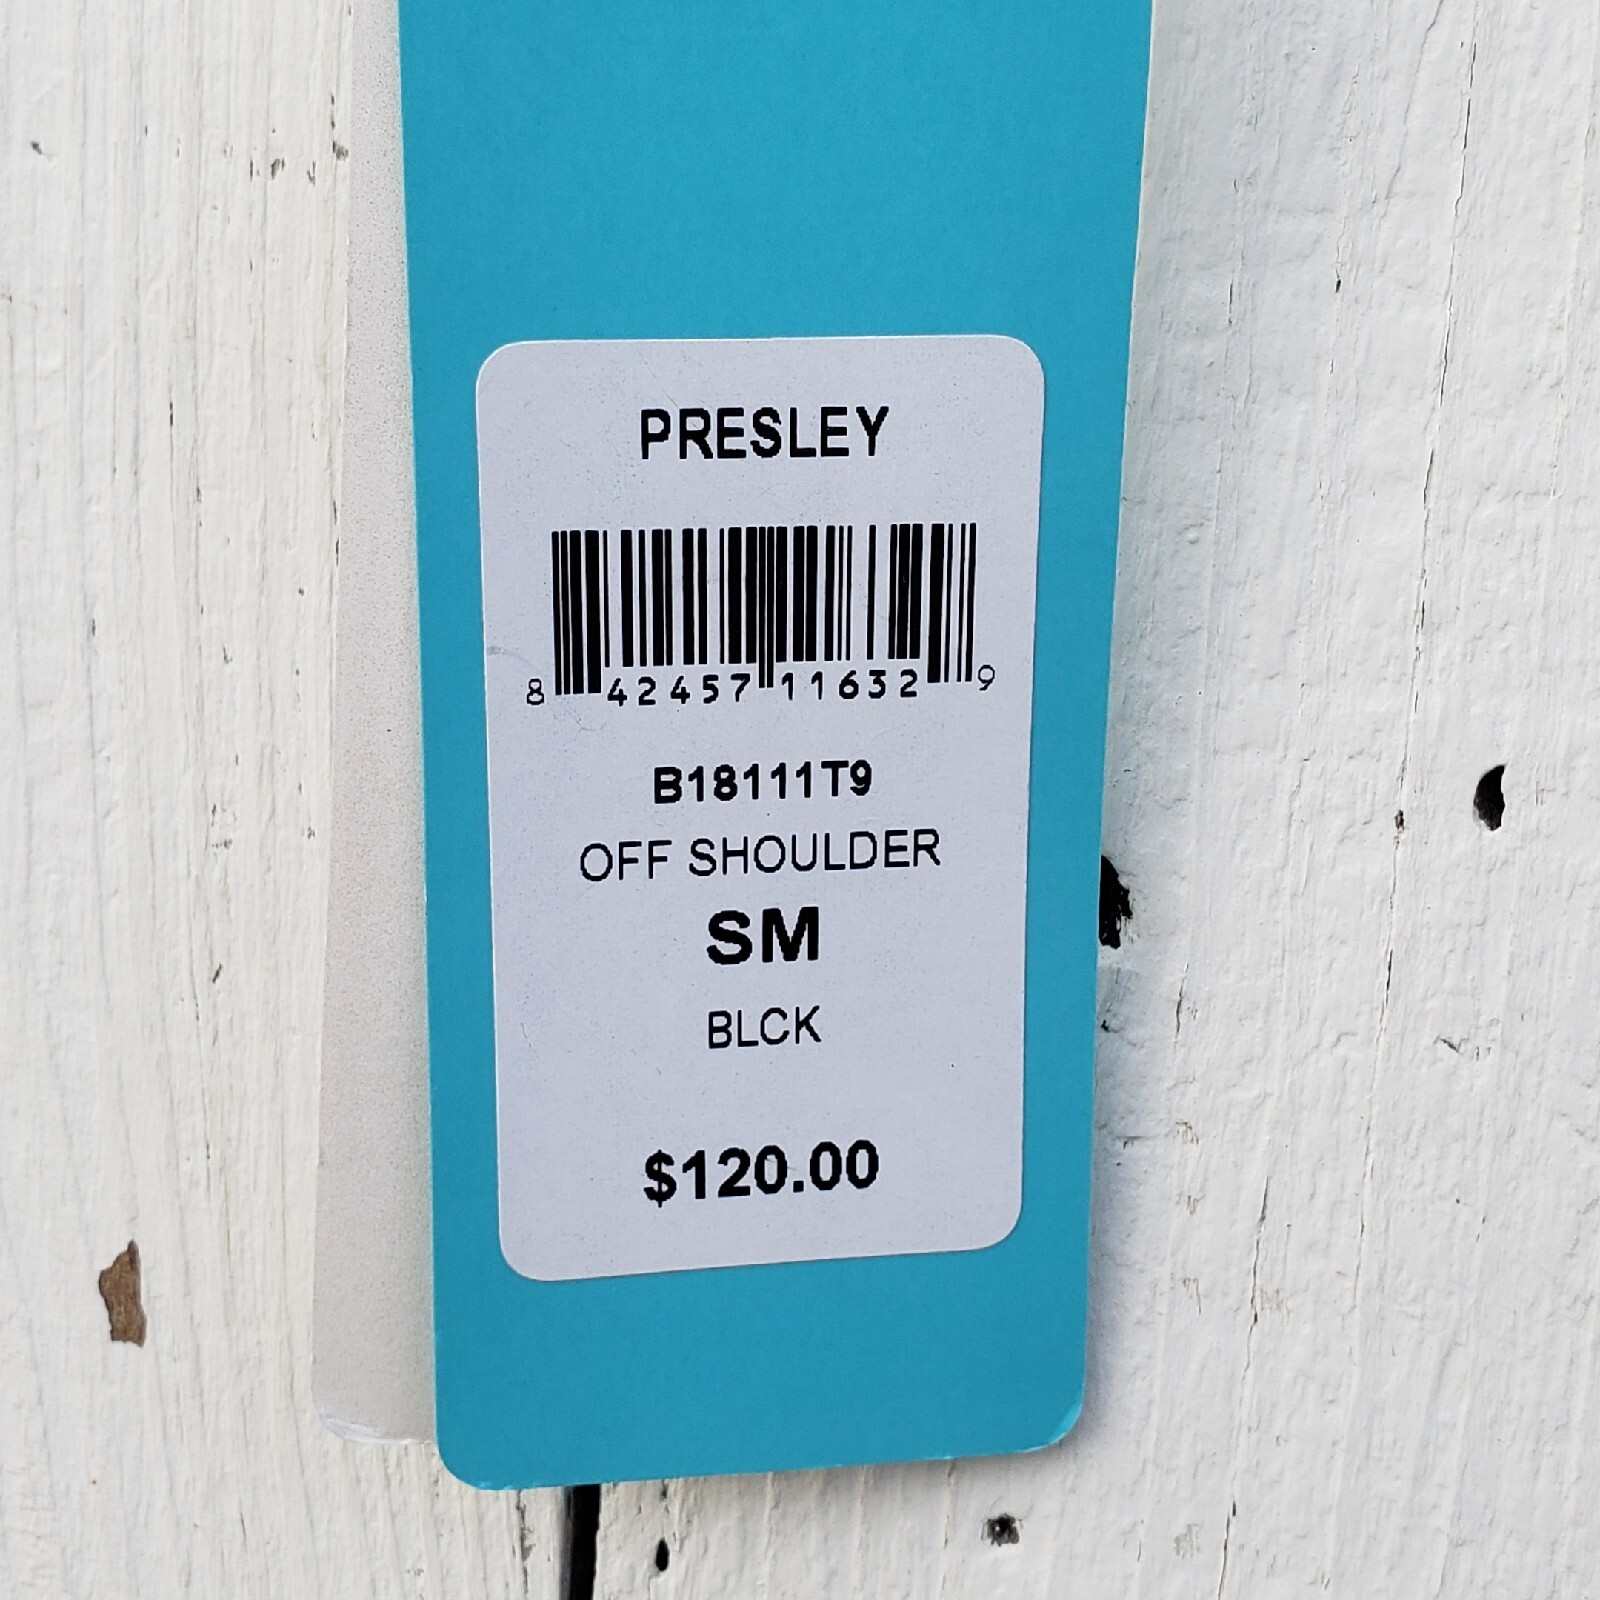 PRESLEY
8 42457 11632 9
B18111T9
OFF SHOULDER
SM
BLCK
$120.00